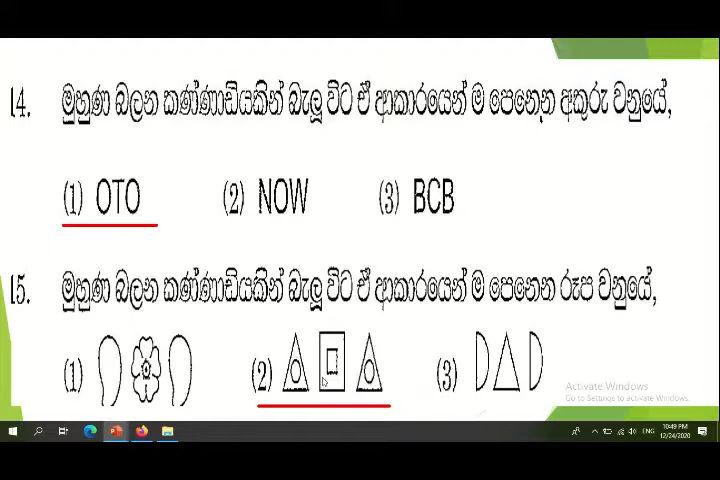 14. මුහුණ බලන කණ්ණාඩියකින් බැලූ විට ඒ ආකාරයෙන් ම පෙනෙන අකුරු වනුයේ,
(1) OTO (2) NOW (3) BCB
15. මුහුණ බලන කණ්ණාඩියකින් බැලූ විට ඒ ආකාරයෙන් ම පෙනෙන රූප වනුයේ,
(1) (2) (3)
Activate Windows
Go to Settings to activate Windows.
ENG
10:49 PM
12/24/2020